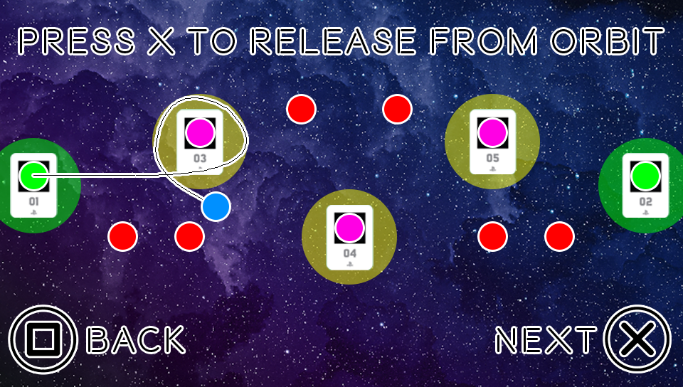 PRESS X TO RELEASE FROM ORBIT
03
05
01
02
04
BACK
NEXT